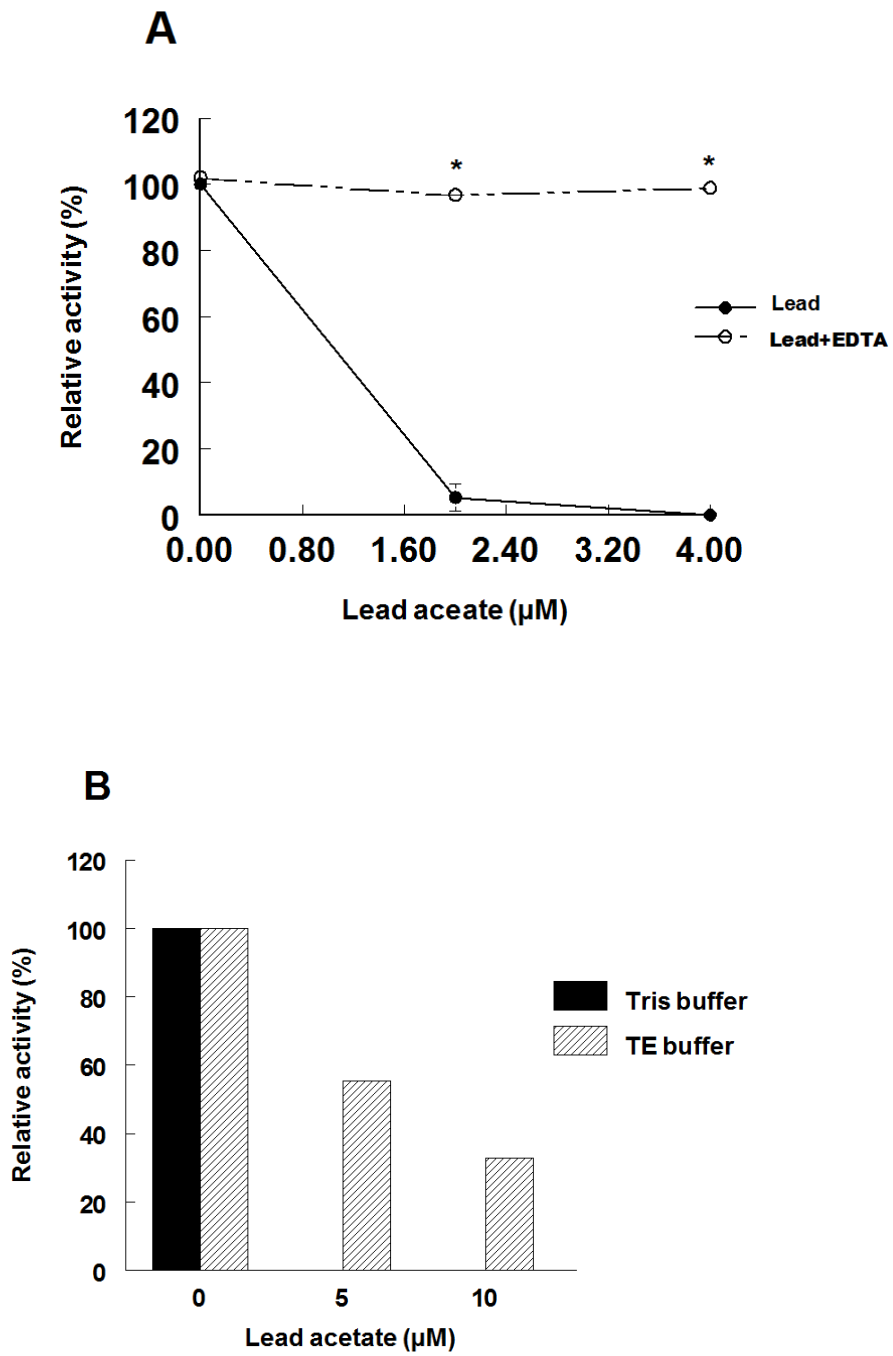 A
120
100
80
60
40
20
0
Relative activity (%)
*
*
Lead
Lead+EDTA
0.00 0.80 1.60 2.40 3.20 4.00
Lead aceate (µM)
B
120
100
80
60
40
20
0
Relative activity (%)
Tris buffer
TE buffer
0 5 10
Lead acetate (µM)